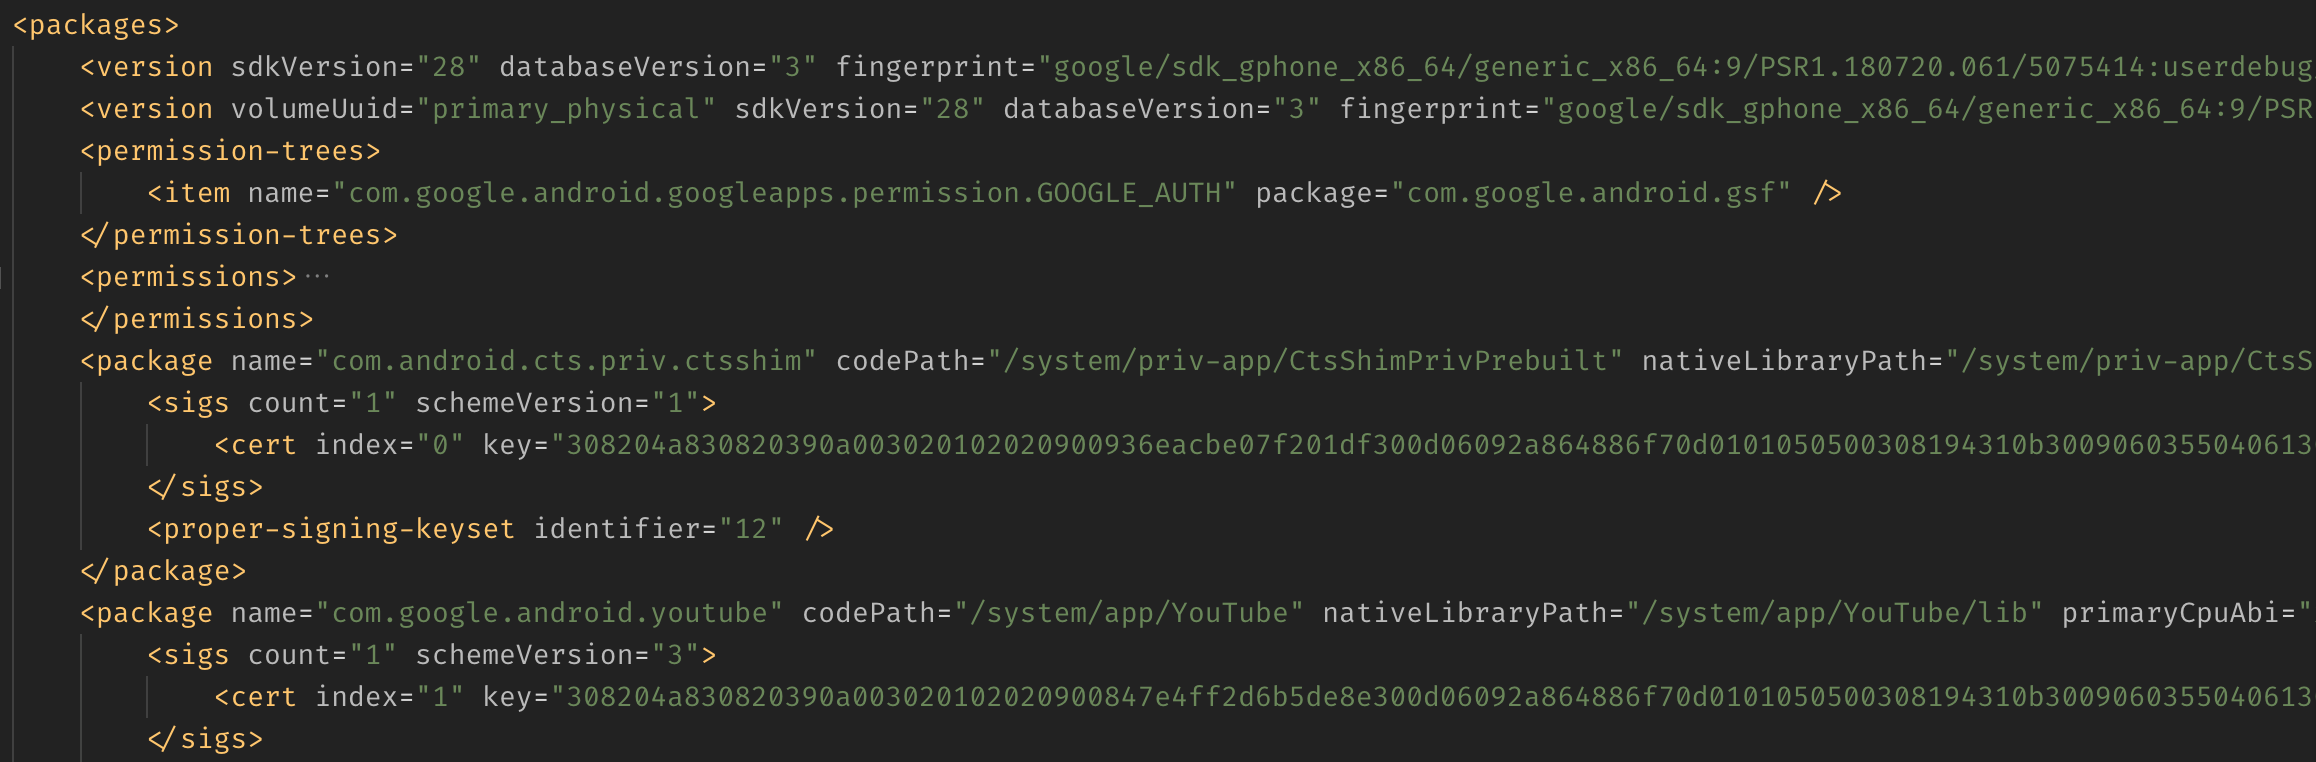 <packages>
<version sdkVersion="28" databaseVersion="3" fingerprint="google/sdk_gphone_x86_64/generic_x86_64:9/PSR1.180720.061/5075414:userdebug
<version volumeUuid="primary_physical" sdkVersion="28" databaseVersion="3" fingerprint="google/sdk_gphone_x86_64/generic_x86_64:9/PSR
<permission-trees>
<item name="com.google.android.googleapps.permission.GOOGLE_AUTH" package="com.google.android.gsf" />
</permission-trees>
<permissions>···
</permissions>
<package name="com.android.cts.priv.ctsshim" codePath="/system/priv-app/CtsShimPrivPrebuilt" nativeLibraryPath="/system/priv-app/CtsS
<sigs count="1" schemeVersion="1">
<cert index="0" key="308204a830820390a003020102020900936eacbe07f201df300d06092a864886f70d0101050500308194310b3009060355040613
</sigs>
<proper-signing-keyset identifier="12" />
</package>
<package name="com.google.android.youtube" codePath="/system/app/YouTube" nativeLibraryPath="/system/app/YouTube/lib" primaryCpuAbi="
<sigs count="1" schemeVersion="3">
<cert index="1" key="308204a830820390a003020102020900847e4ff2d6b5de8e300d06092a864886f70d0101050500308194310b3009060355040613
</sigs>